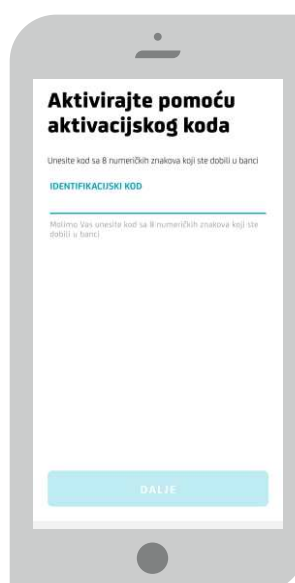 Aktivirajte pomoću
aktivacijskog koda
Unesite kod sa 8 numeričkih znakova koji ste dobili u banci
IDENTIFIKACIJSKI KOD
Molimo Vas unesite kod sa 8 numeričkih znakova koji ste
dobili u banci
DALJE